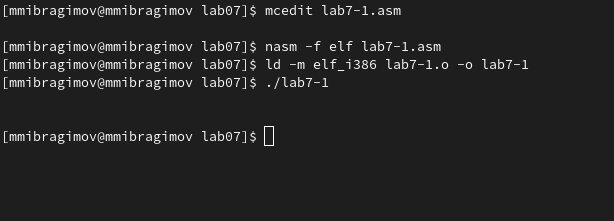 [mmibragimov@mmibragimov lab07]$ mcedit lab7-1.asm
[mmibragimov@mmibragimov lab07]$ nasm -f elf lab7-1.asm
[mmibragimov@mmibragimov lab07]$ ld -m elf_i386 lab7-1.o -o lab7-1
[mmibragimov@mmibragimov lab07]$ ./lab7-1
[mmibragimov@mmibragimov lab07]$